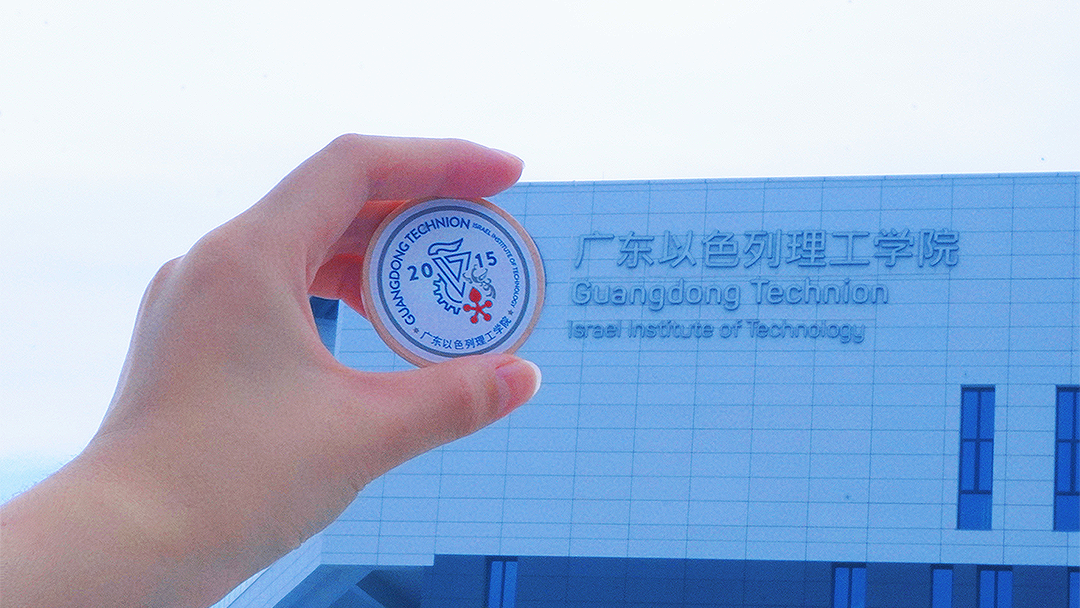 GUANGDONG TECHNION ISRAEL INSTITUTE OF TECHNOLOGY
2015
广东以色列理工学院
广东以色列理工学院
Guangdong Technion
Israel Institute of Technology